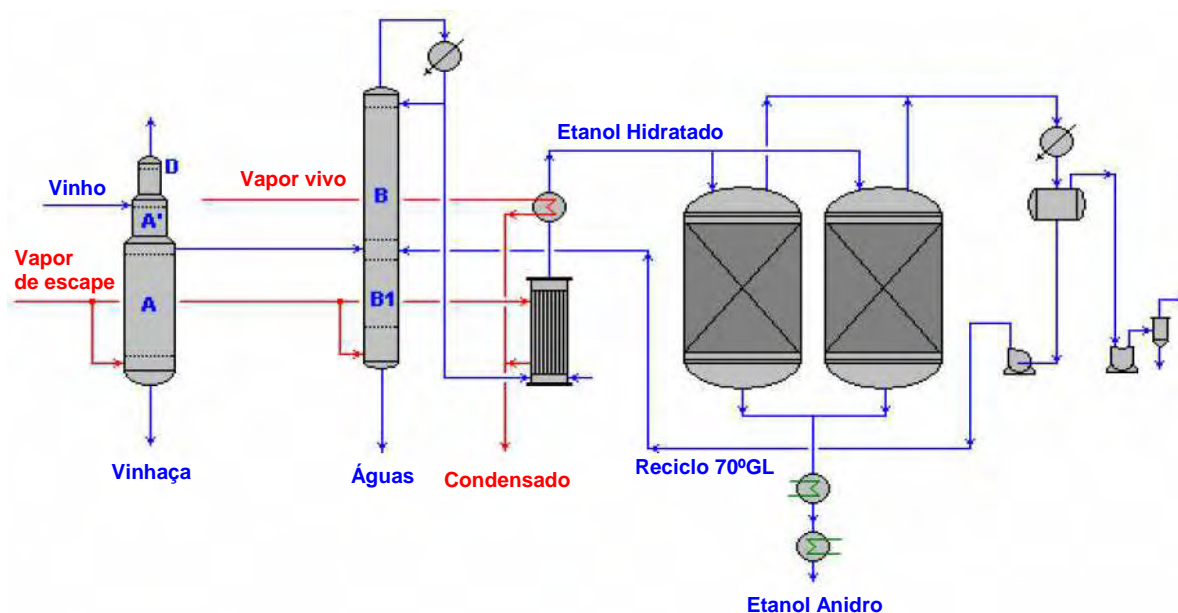 Etanol Hidratado
D
Vinho
Vapor vivo
B
A'
Vapor
de escape
A
B1
Reciclo 70ºGL
Vinhaça
Águas
Condensado
Etanol Anidro